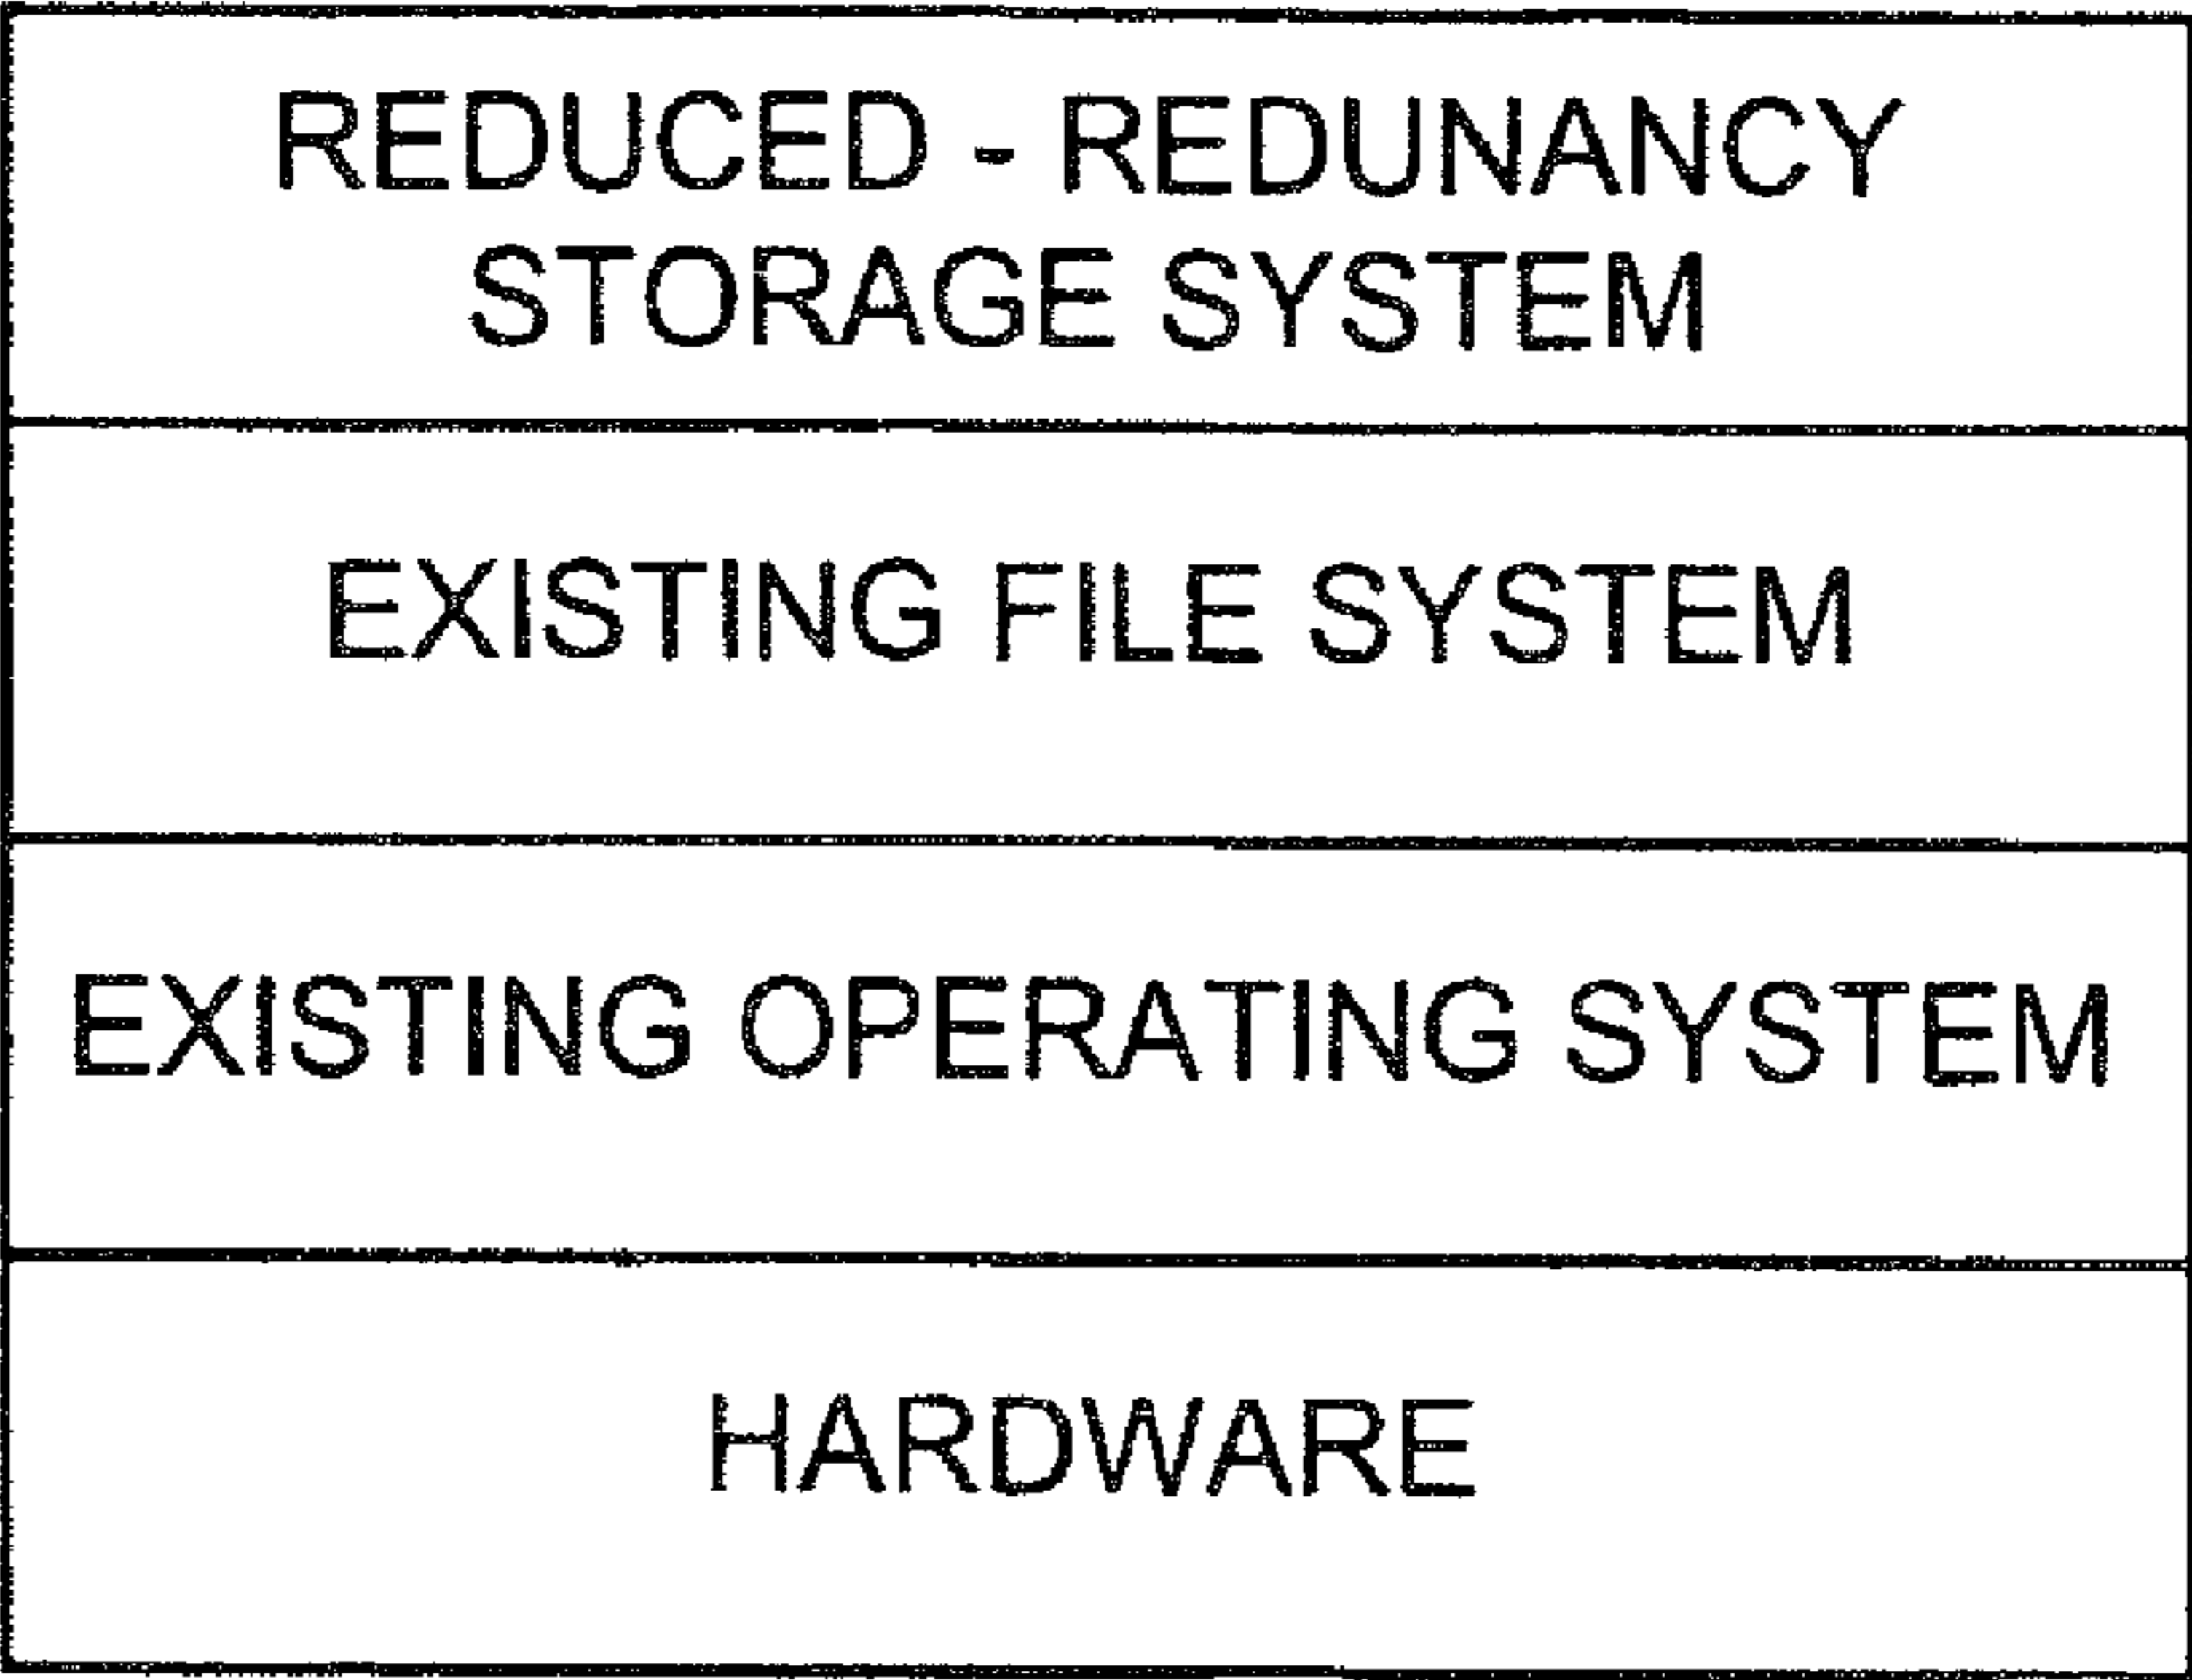 REDUCED - REDUNANCY
STORAGE SYSTEM
EXISTING FILE SYSTEM
EXISTING OPERATING SYSTEM
HARDWARE